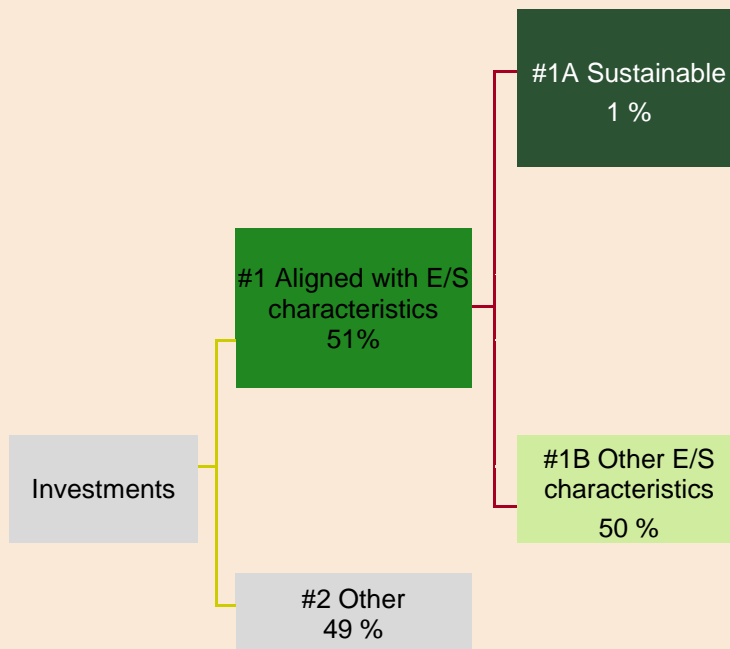 #1A Sustainable
1 %
#1 Aligned with E/S
characteristics
51%
Investments
#1B Other E/S
characteristics
50 %
#2 Other
49 %